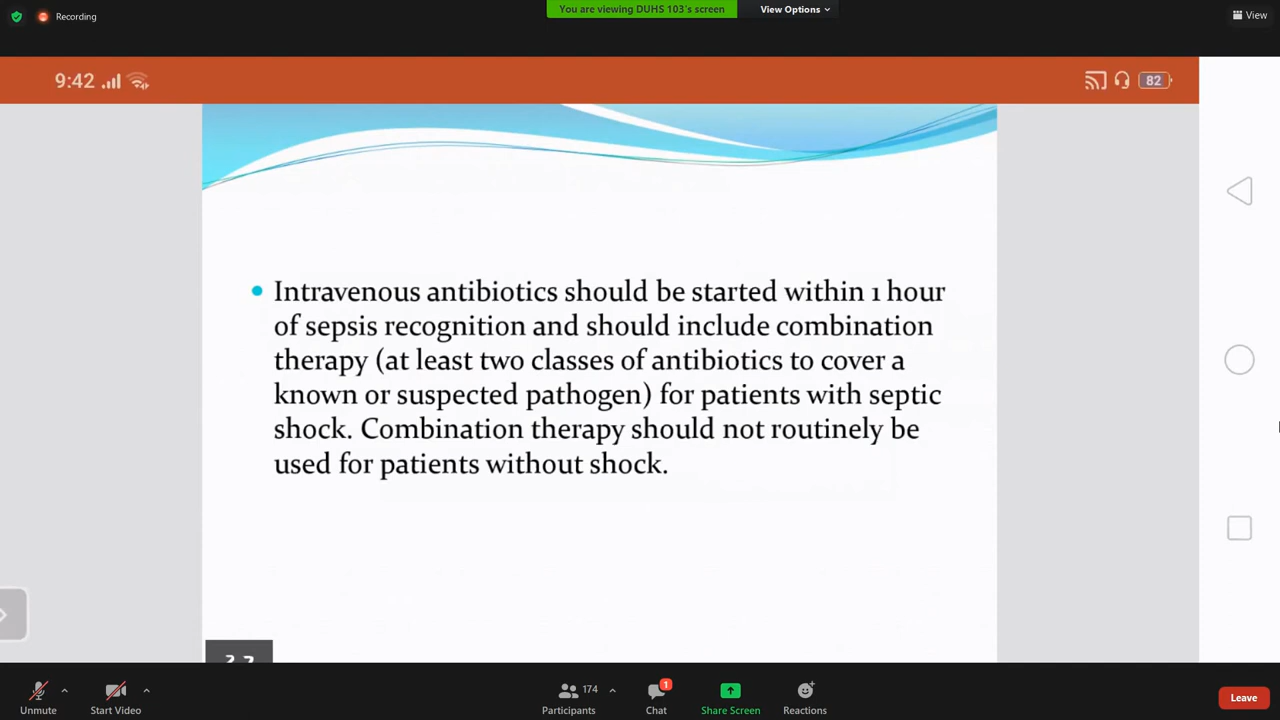 Recording
You are viewing DUHS 103's screen
View Options
View
9:42
82
Intravenous antibiotics should be started within 1 hour
of sepsis recognition and should include combination
therapy (at least two classes of antibiotics to cover a
known or suspected pathogen) for patients with septic
shock. Combination therapy should not routinely be
used for patients without shock.
Unmute
Start Video
174
Participants
1
Chat
Share Screen
Reactions
Leave